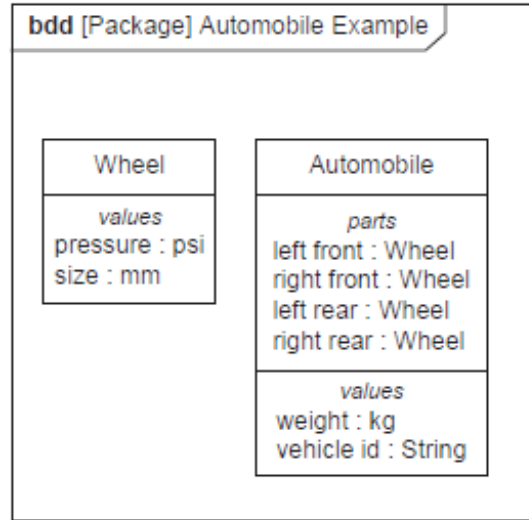 bdd [Package] Automobile Example
Wheel
values
pressure : psi
size : mm
Automobile
parts
left front : Wheel
right front : Wheel
left rear : Wheel
right rear : Wheel
values
weight : kg
vehicle id : String